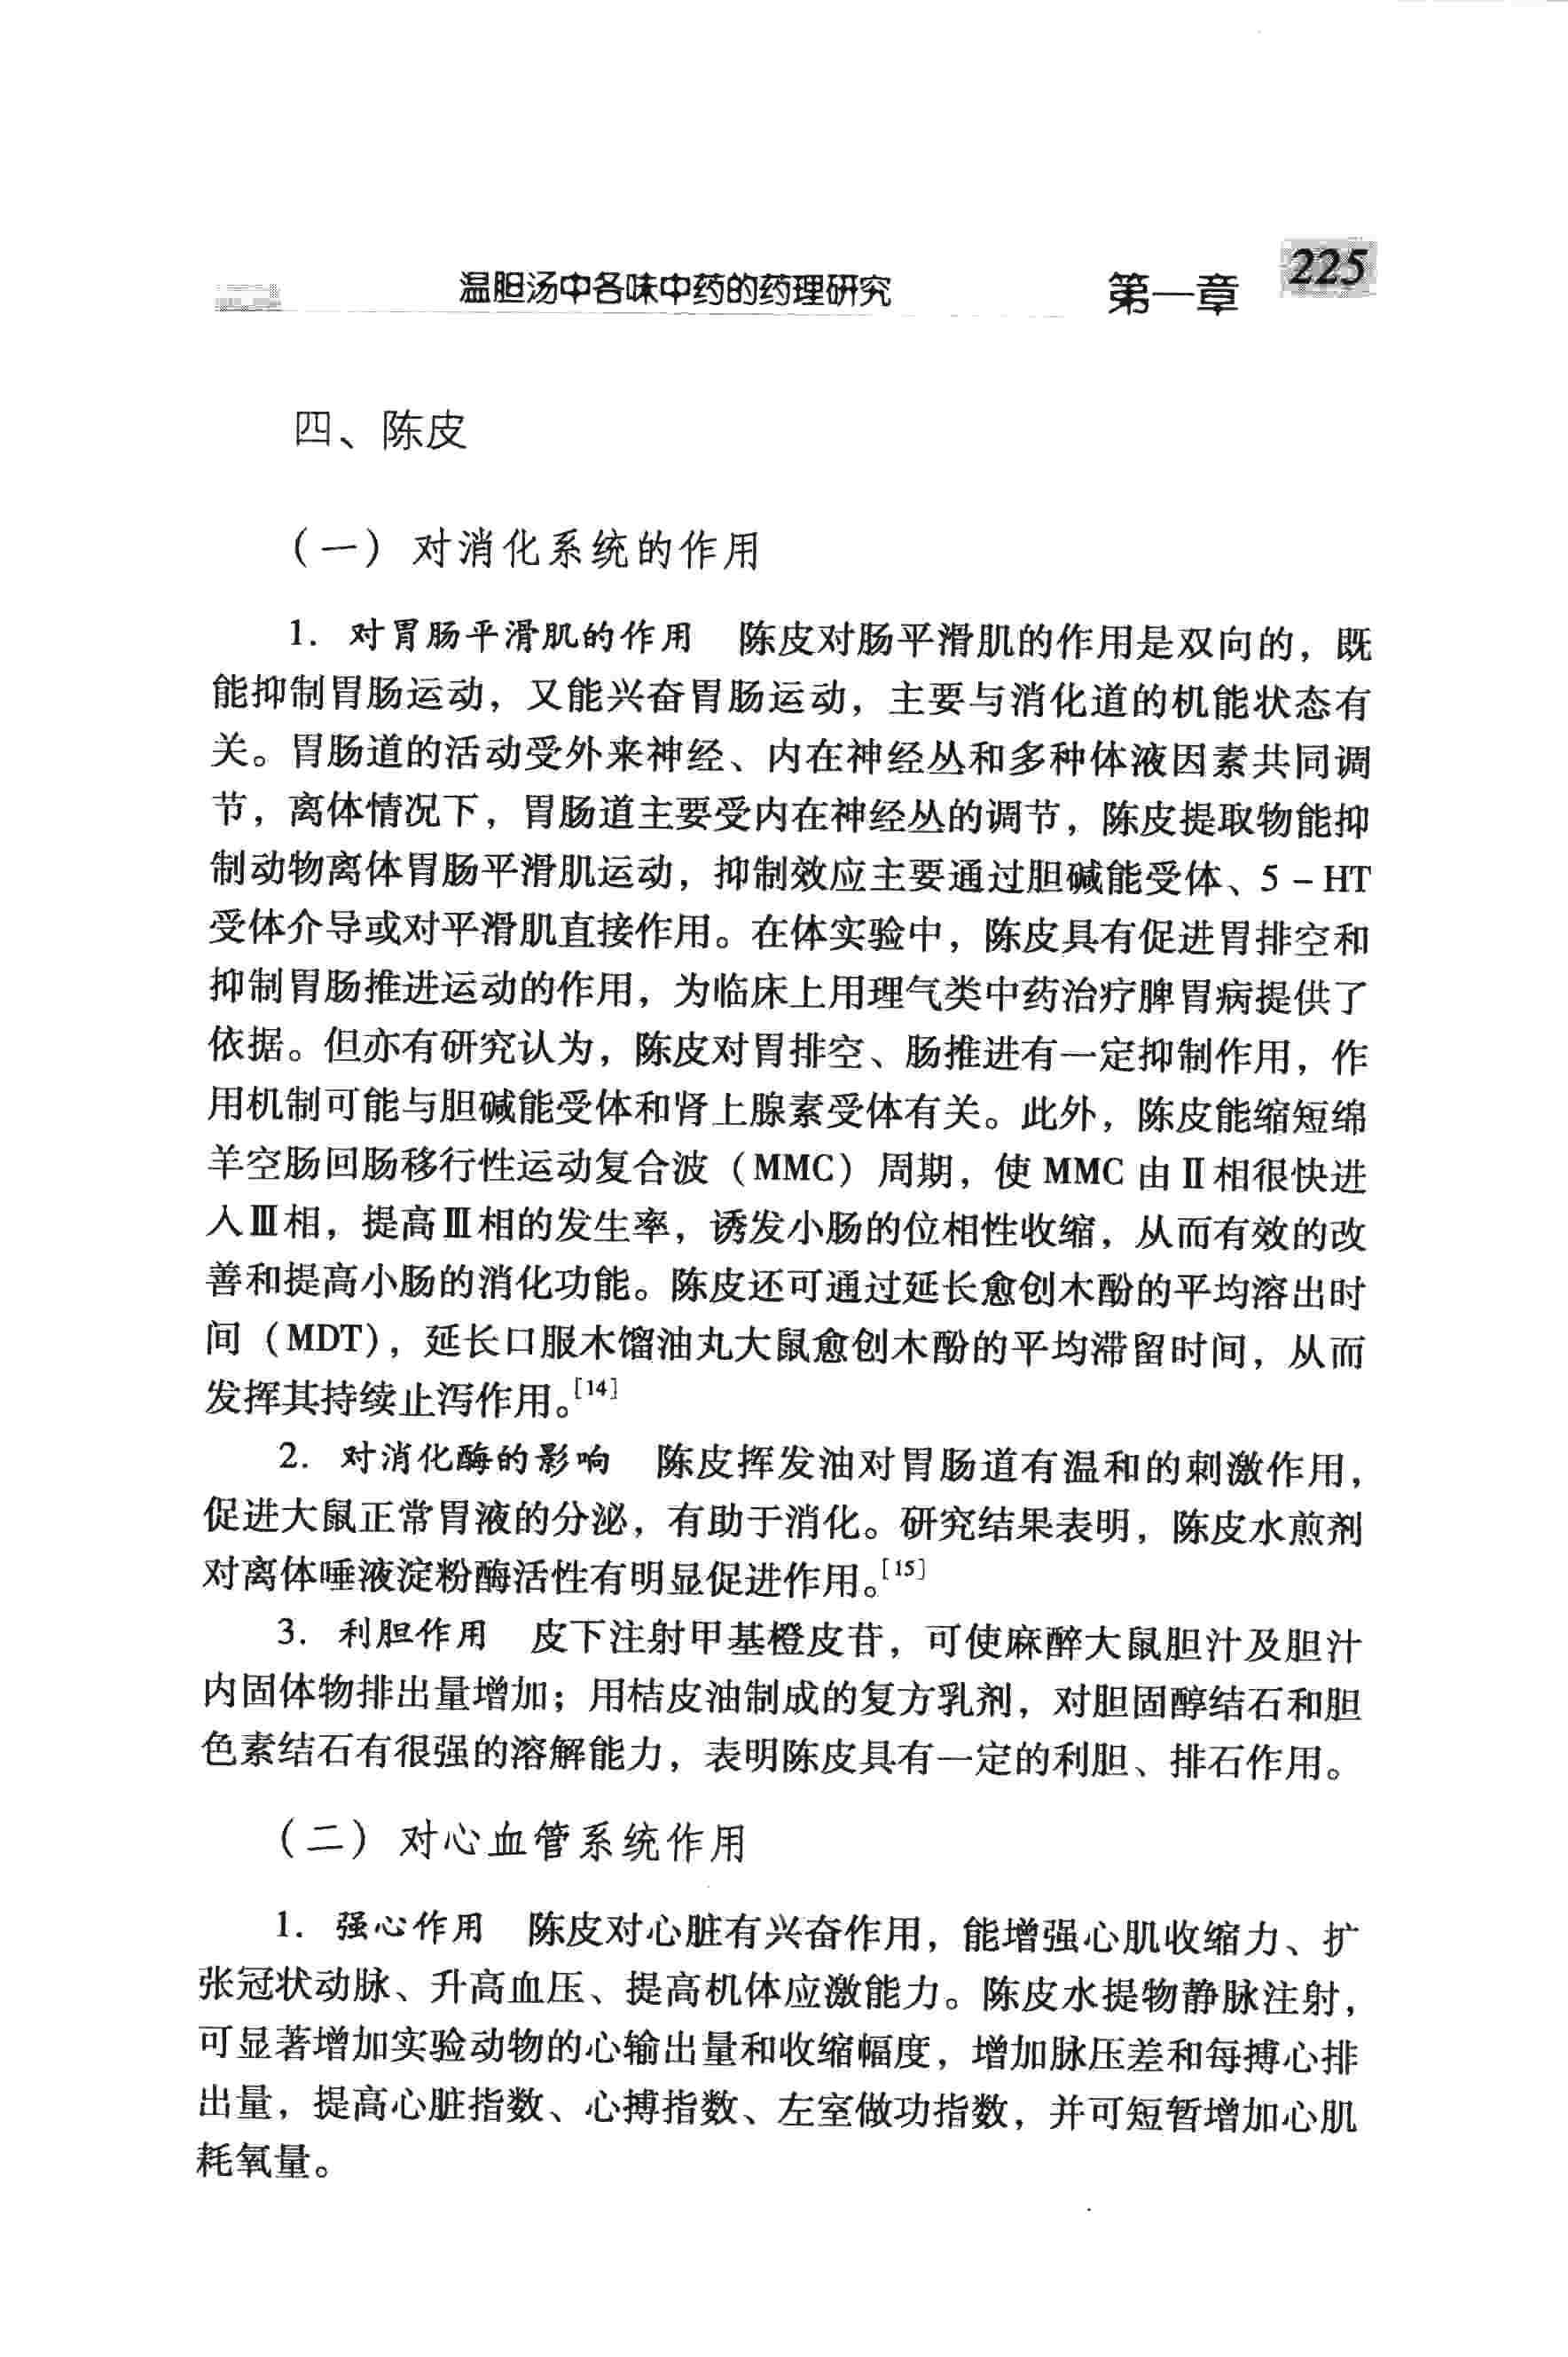 温胆汤中各味中药的药理研究 第一章 225
四、陈皮
（一）对消化系统的作用
1. 对胃肠平滑肌的作用 陈皮对肠平滑肌的作用是双向的，既
能抑制胃肠运动，又能兴奋胃肠运动，主要与消化道的机能状态有
关。胃肠道的活动受外来神经、内在神经丛和多种体液因素共同调
节，离体情况下，胃肠道主要受内在神经丛的调节，陈皮提取物能抑
制动物离体胃肠平滑肌运动，抑制效应主要通过胆碱能受体、5－HT
受体介导或对平滑肌直接作用。在体实验中，陈皮具有促进胃排空和
抑制胃肠推进运动的作用，为临床上用理气类中药治疗脾胃病提供了
依据。但亦有研究认为，陈皮对胃排空、肠推进有一定抑制作用，作
用机制可能与胆碱能受体和肾上腺素受体有关。此外，陈皮能缩短绵
羊空肠回肠移行性运动复合波（MMC）周期，使 MMC 由Ⅱ相很快进
入Ⅲ相，提高Ⅲ相的发生率，诱发小肠的位相性收缩，从而有效的改
善和提高小肠的消化功能。陈皮还可通过延长愈创木酚的平均溶出时
间（MDT），延长口服木馏油丸大鼠愈创木酚的平均滞留时间，从而
发挥其持续止泻作用。[14]
2. 对消化酶的影响 陈皮挥发油对胃肠道有温和的刺激作用，
促进大鼠正常胃液的分泌，有助于消化。研究结果表明，陈皮水煎剂
对离体唾液淀粉酶活性有明显促进作用。[15]
3. 利胆作用 皮下注射甲基橙皮苷，可使麻醉大鼠胆汁及胆汁
内固体物排出量增加；用桔皮油制成的复方乳剂，对胆固醇结石和胆
色素结石有很强的溶解能力，表明陈皮具有一定的利胆、排石作用。
（二）对心血管系统作用
1. 强心作用 陈皮对心脏有兴奋作用，能增强心肌收缩力、扩
张冠状动脉、升高血压、提高机体应激能力。陈皮水提物静脉注射，
可显著增加实验动物的心输出量和收缩幅度，增加脉压差和每搏心排
出量，提高心脏指数、心搏指数、左室做功指数，并可短暂增加心肌
耗氧量。